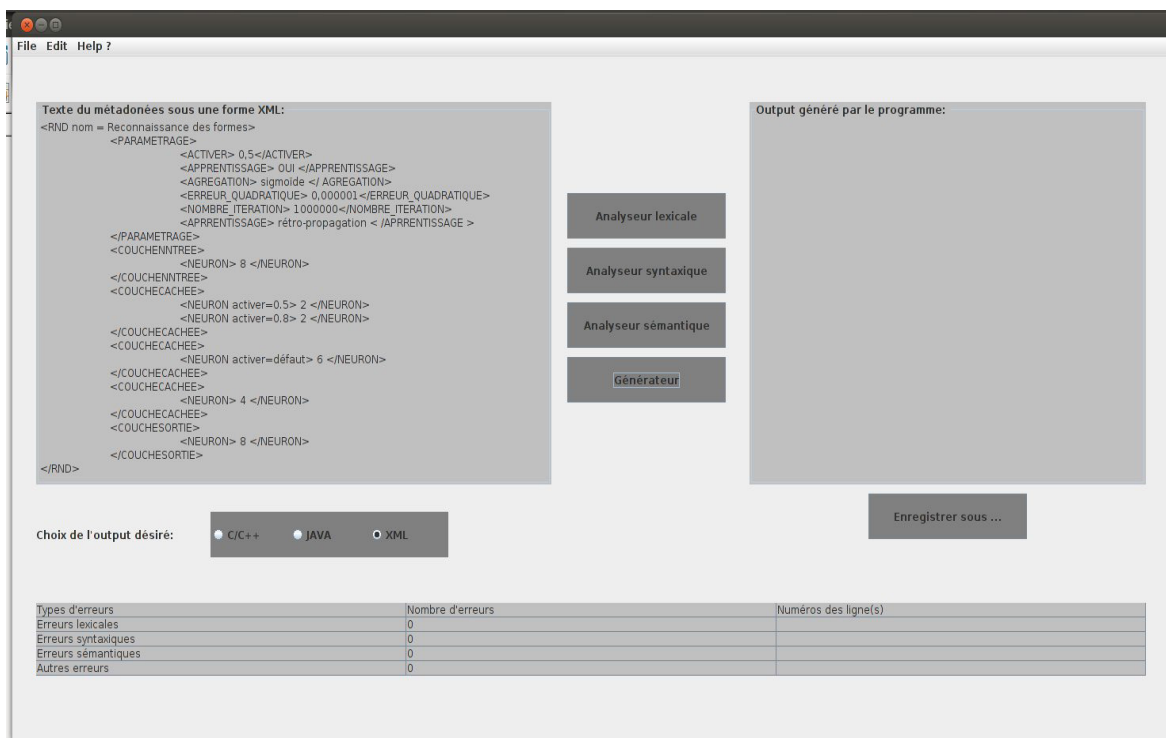 File Edit Help ?
Texte du métadonées sous une forme XML:
<RND nom = Reconnaissance des formes>
<PARAMETRAGE>
<ACTIVER> 0,5</ACTIVER>
<APPRENTISSAGE> OUI </APPRENTISSAGE>
<AGREGATION> sigmoïde </ AGREGATION>
<ERREUR_QUADRATIQUE> 0,000001</ERREUR_QUADRATIQUE>
<NOMBRE_ITERATION> 1000000</NOMBRE_ITERATION>
<APRRENTISSAGE> rétro-propagation < /APRRENTISSAGE >
</PARAMETRAGE>
<COUCHENNTREE>
<NEURON> 8 </NEURON>
</COUCHENNTREE>
<COUCHECACHEE>
<NEURON activer=0.5> 2 </NEURON>
<NEURON activer=0.8> 2 </NEURON>
</COUCHECACHEE>
<COUCHECACHEE>
<NEURON activer=défaut> 6 </NEURON>
</COUCHECACHEE>
<COUCHECACHEE>
<NEURON> 4 </NEURON>
</COUCHECACHEE>
<COUCHESORTIE>
<NEURON> 8 </NEURON>
</COUCHESORTIE>
</RND>
Analyseur lexicale
Analyseur syntaxique
Analyseur sémantique
Générateur
Output généré par le programme:
Enregistrer sous ...
Choix de l'output désiré: C/C++ JAVA XML
Types d'erreurs Nombre d'erreurs Numéros des ligne(s)
Erreurs lexicales 0
Erreurs syntaxiques 0
Erreurs sémantiques 0
Autres erreurs 0